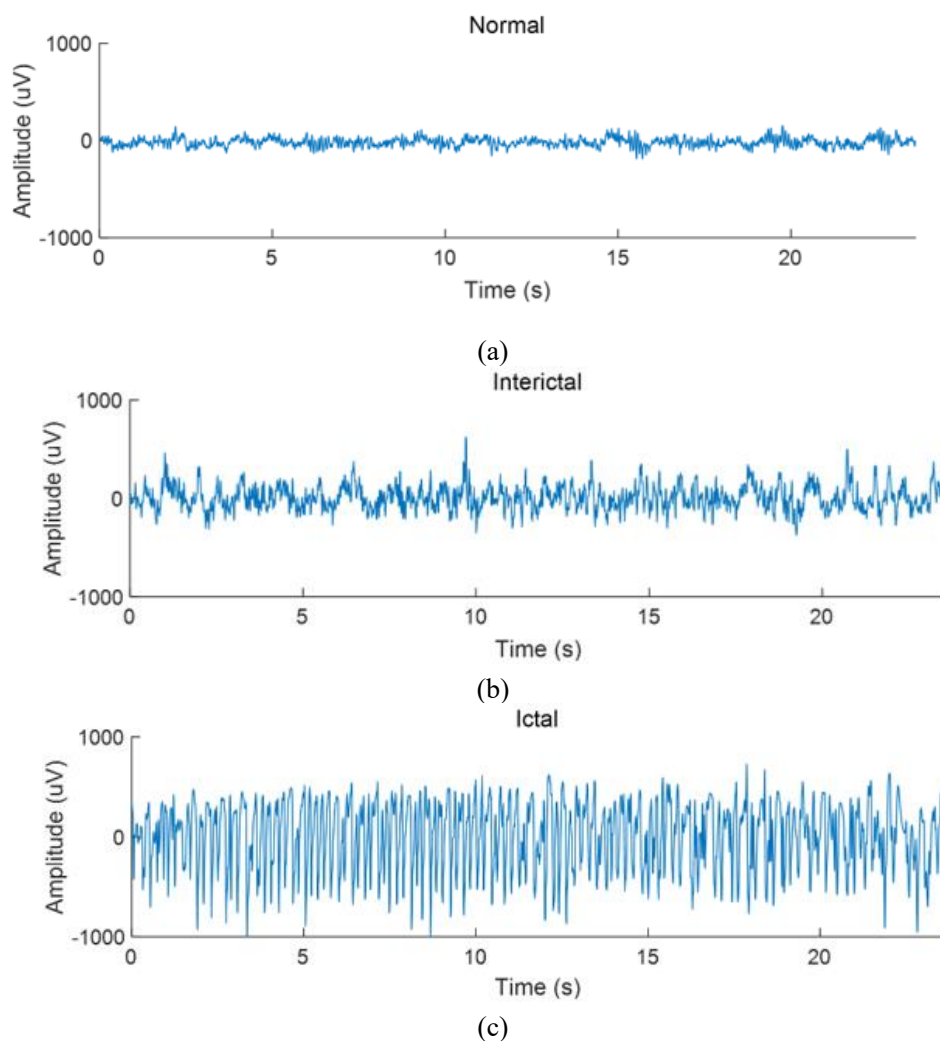 Normal
1000
0
-1000
Amplitude (uV)
0 5 10 15 20
Time (s)
(a)
Interictal
1000
0
-1000
Amplitude (uV)
0 5 10 15 20
Time (s)
(b)
Ictal
1000
0
-1000
Amplitude (uV)
0 5 10 15 20
Time (s)
(c)